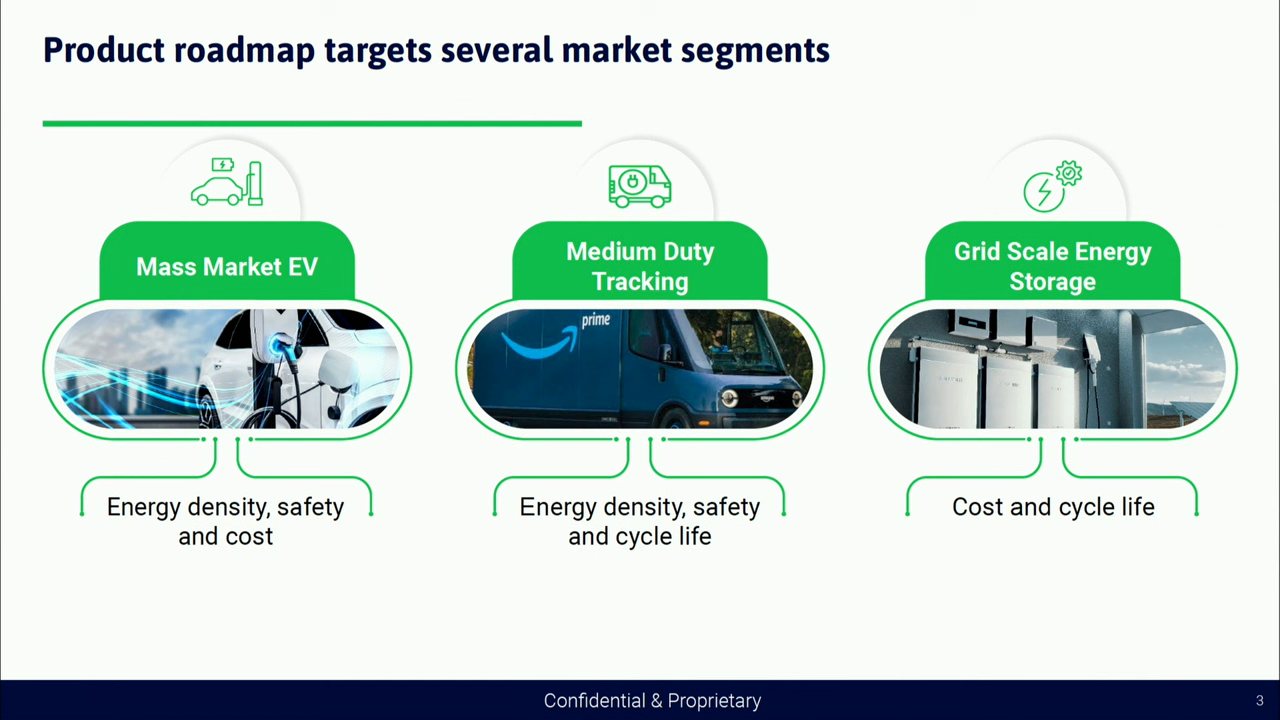 Product roadmap targets several market segments
Mass Market EV
Medium Duty
Tracking
Grid Scale Energy
Storage
prime
Energy density, safety
and cost
Energy density, safety
and cycle life
Cost and cycle life
Confidential & Proprietary
3